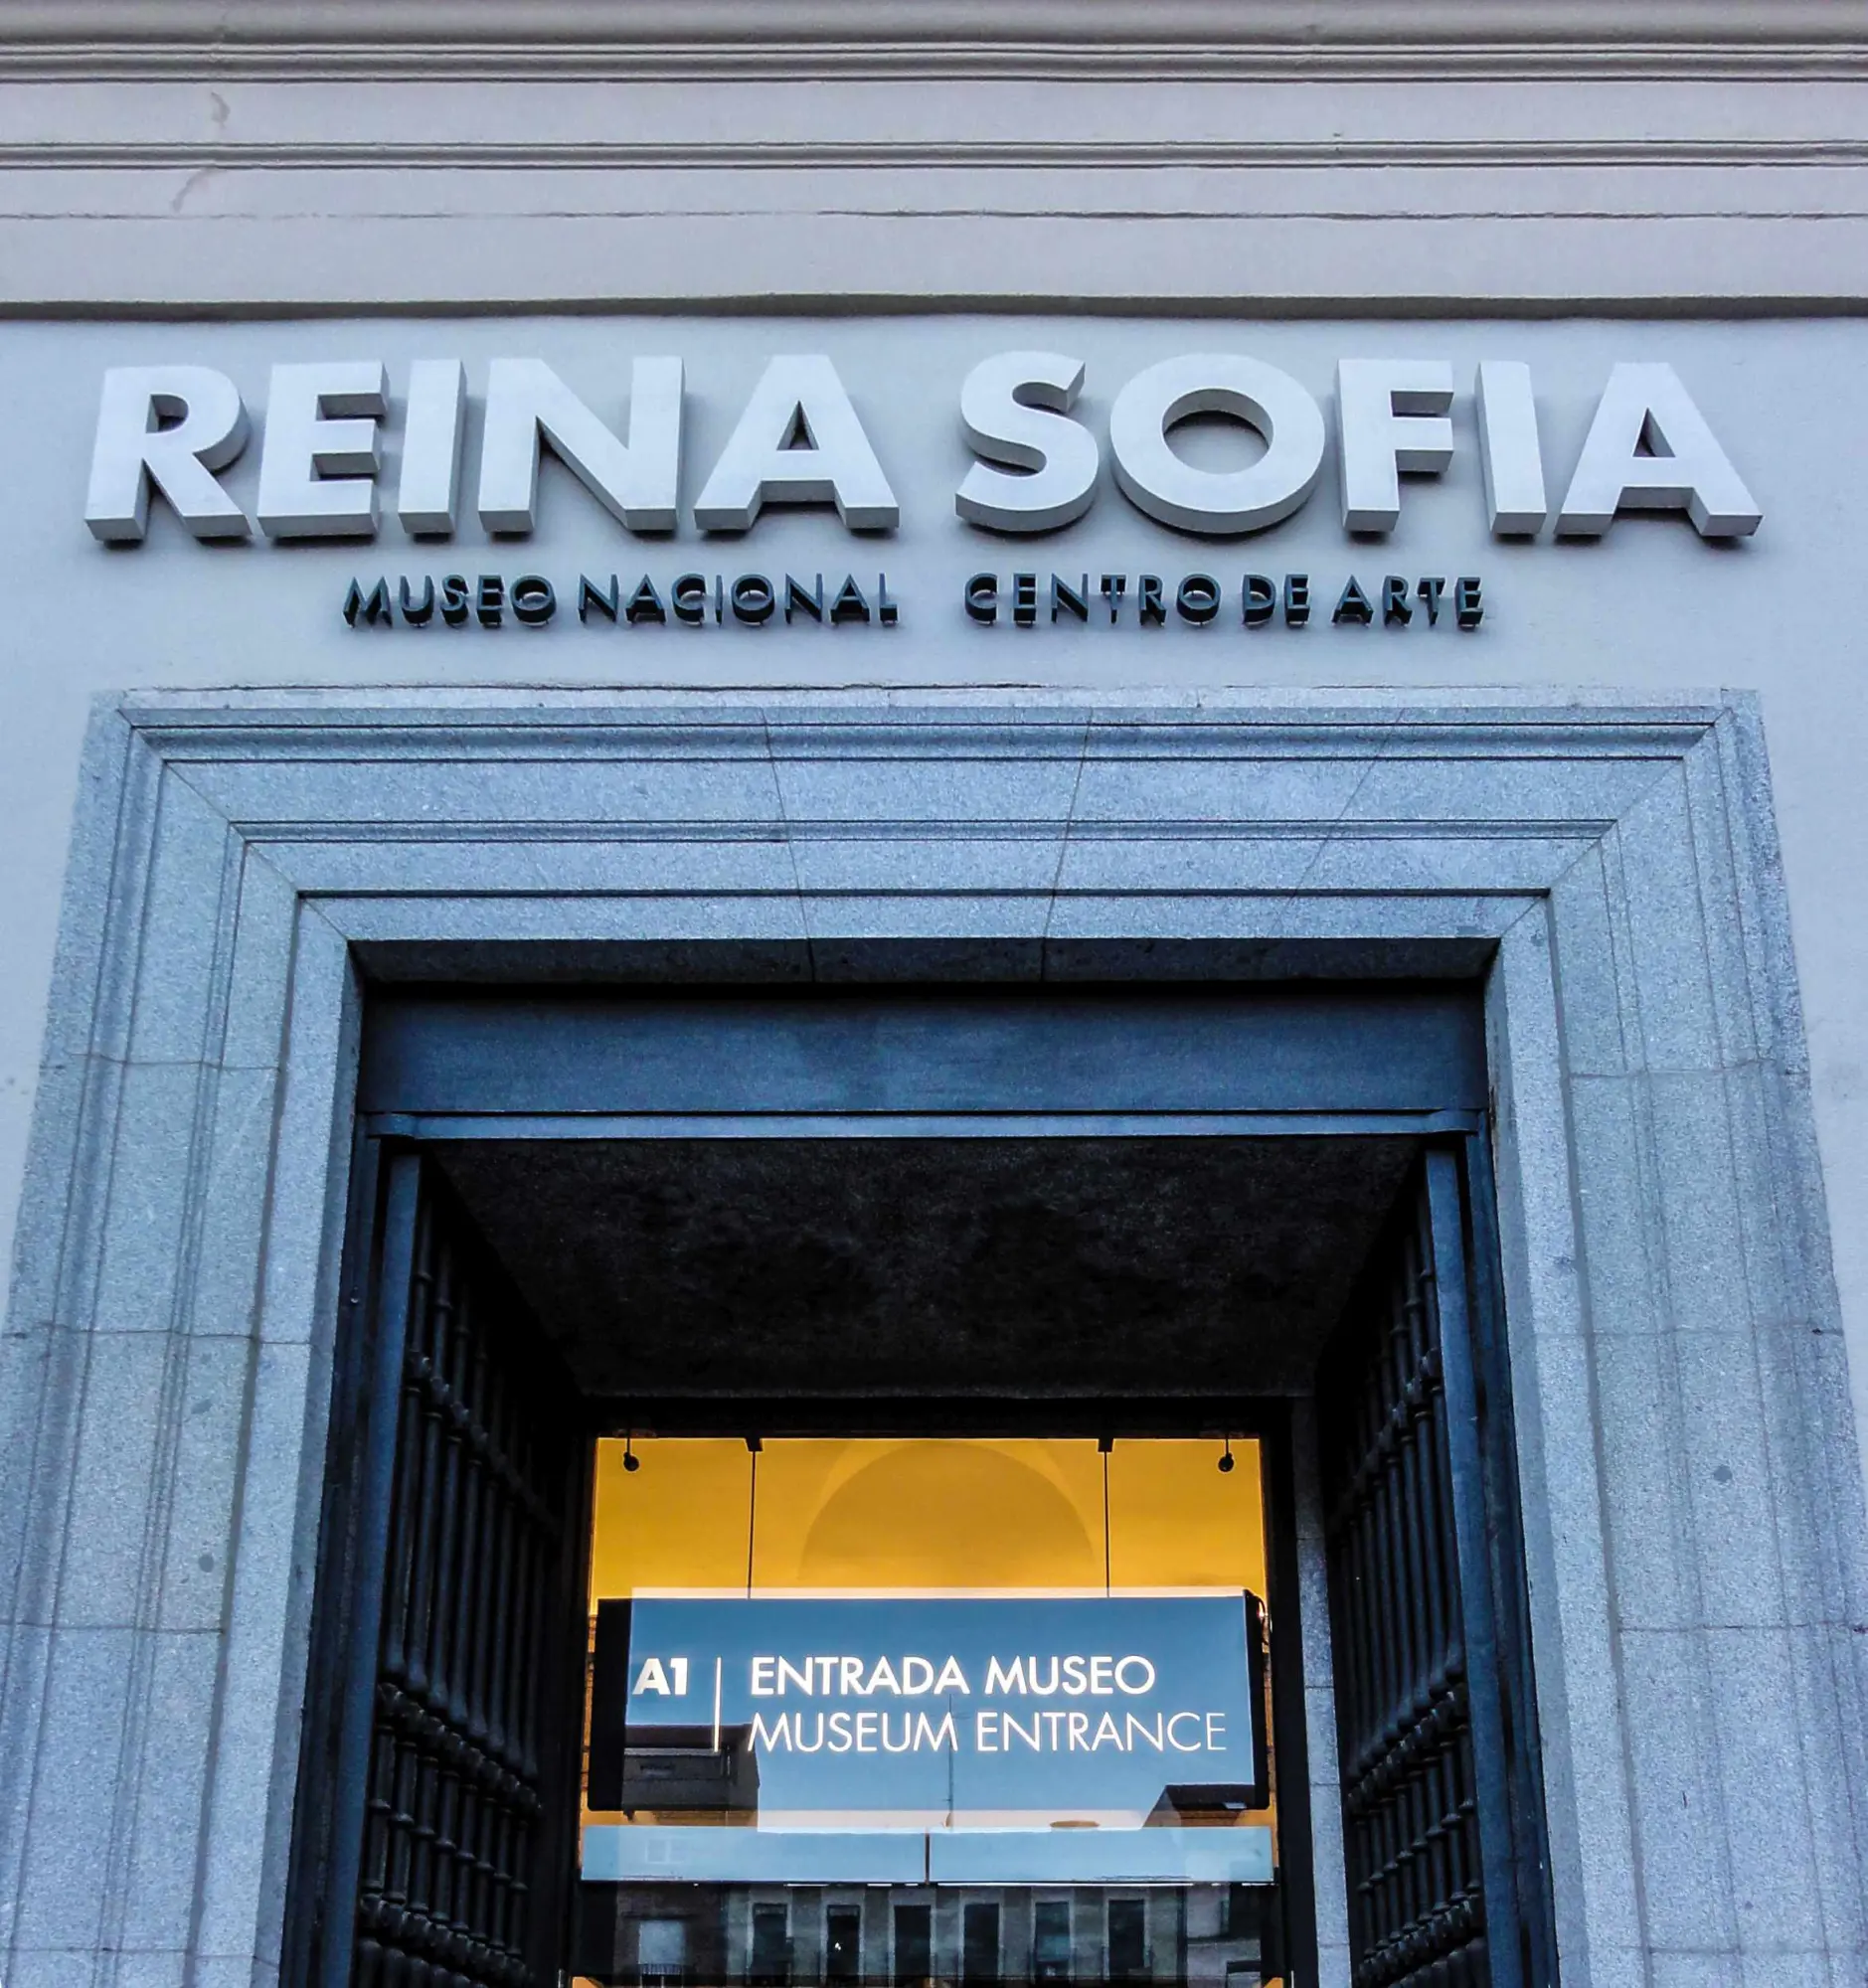 REINA SOFIA
MUSEO NACIONAL CENTRO DE ARTE
A1 ENTRADA MUSEO
MUSEUM ENTRANCE